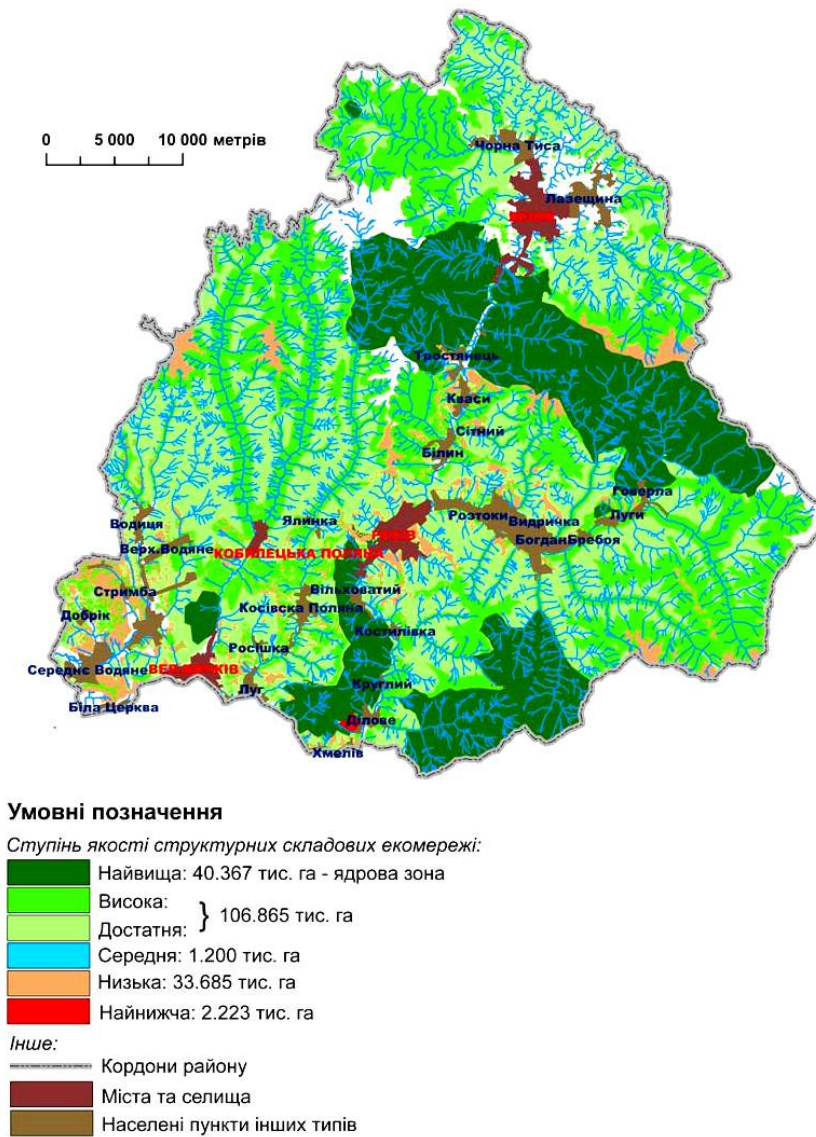 0 5 000 10 000 метрів
Чорна Тиса
Лазещина
Тростянець
Кваси
Сітний
Білин
Говерла
Луги
Розтоки
Видричка
Богдан
Бребоя
Ялинка
Водиця
КОБИЛЕЦЬКА ПОЛЯНА
Верх.Водяне
Стримба
Вільховатий
Добрік
Косівска Поляна
Костилівка
Росішка
Середнє Водяне
Луг
Круглий
Біла Церква
Ділове
Хмелів
Умовні позначення
Ступінь якості структурних складових екомережі:
Найвища: 40.367 тис. га - ядрова зона
Висока:
} 106.865 тис. га
Достатня:
Середня: 1.200 тис. га
Низька: 33.685 тис. га
Найнижча: 2.223 тис. га
Інше:
Кордони району
Міста та селища
Населені пункти інших типів